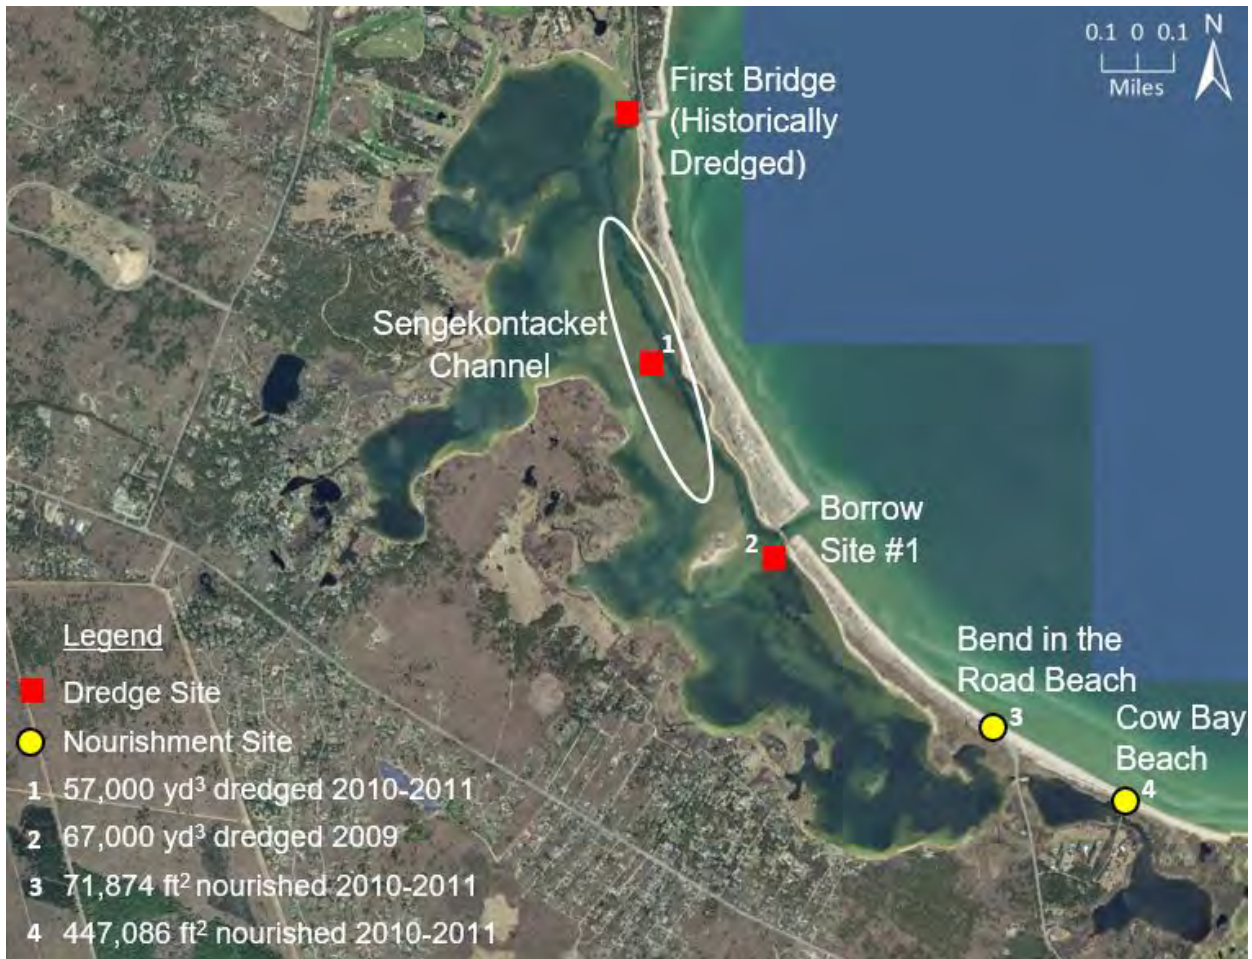 0.1 0 0.1
Miles
N
First Bridge
(Historically
Dredged)
Sengekontacket
Channel
1
2
Borrow
Site #1
Bend in the
Road Beach
3
Cow Bay
Beach
4
Legend
Dredge Site
Nourishment Site
1 57,000 yd³ dredged 2010-2011
2 67,000 yd³ dredged 2009
3 71,874 ft² nourished 2010-2011
4 447,086 ft² nourished 2010-2011